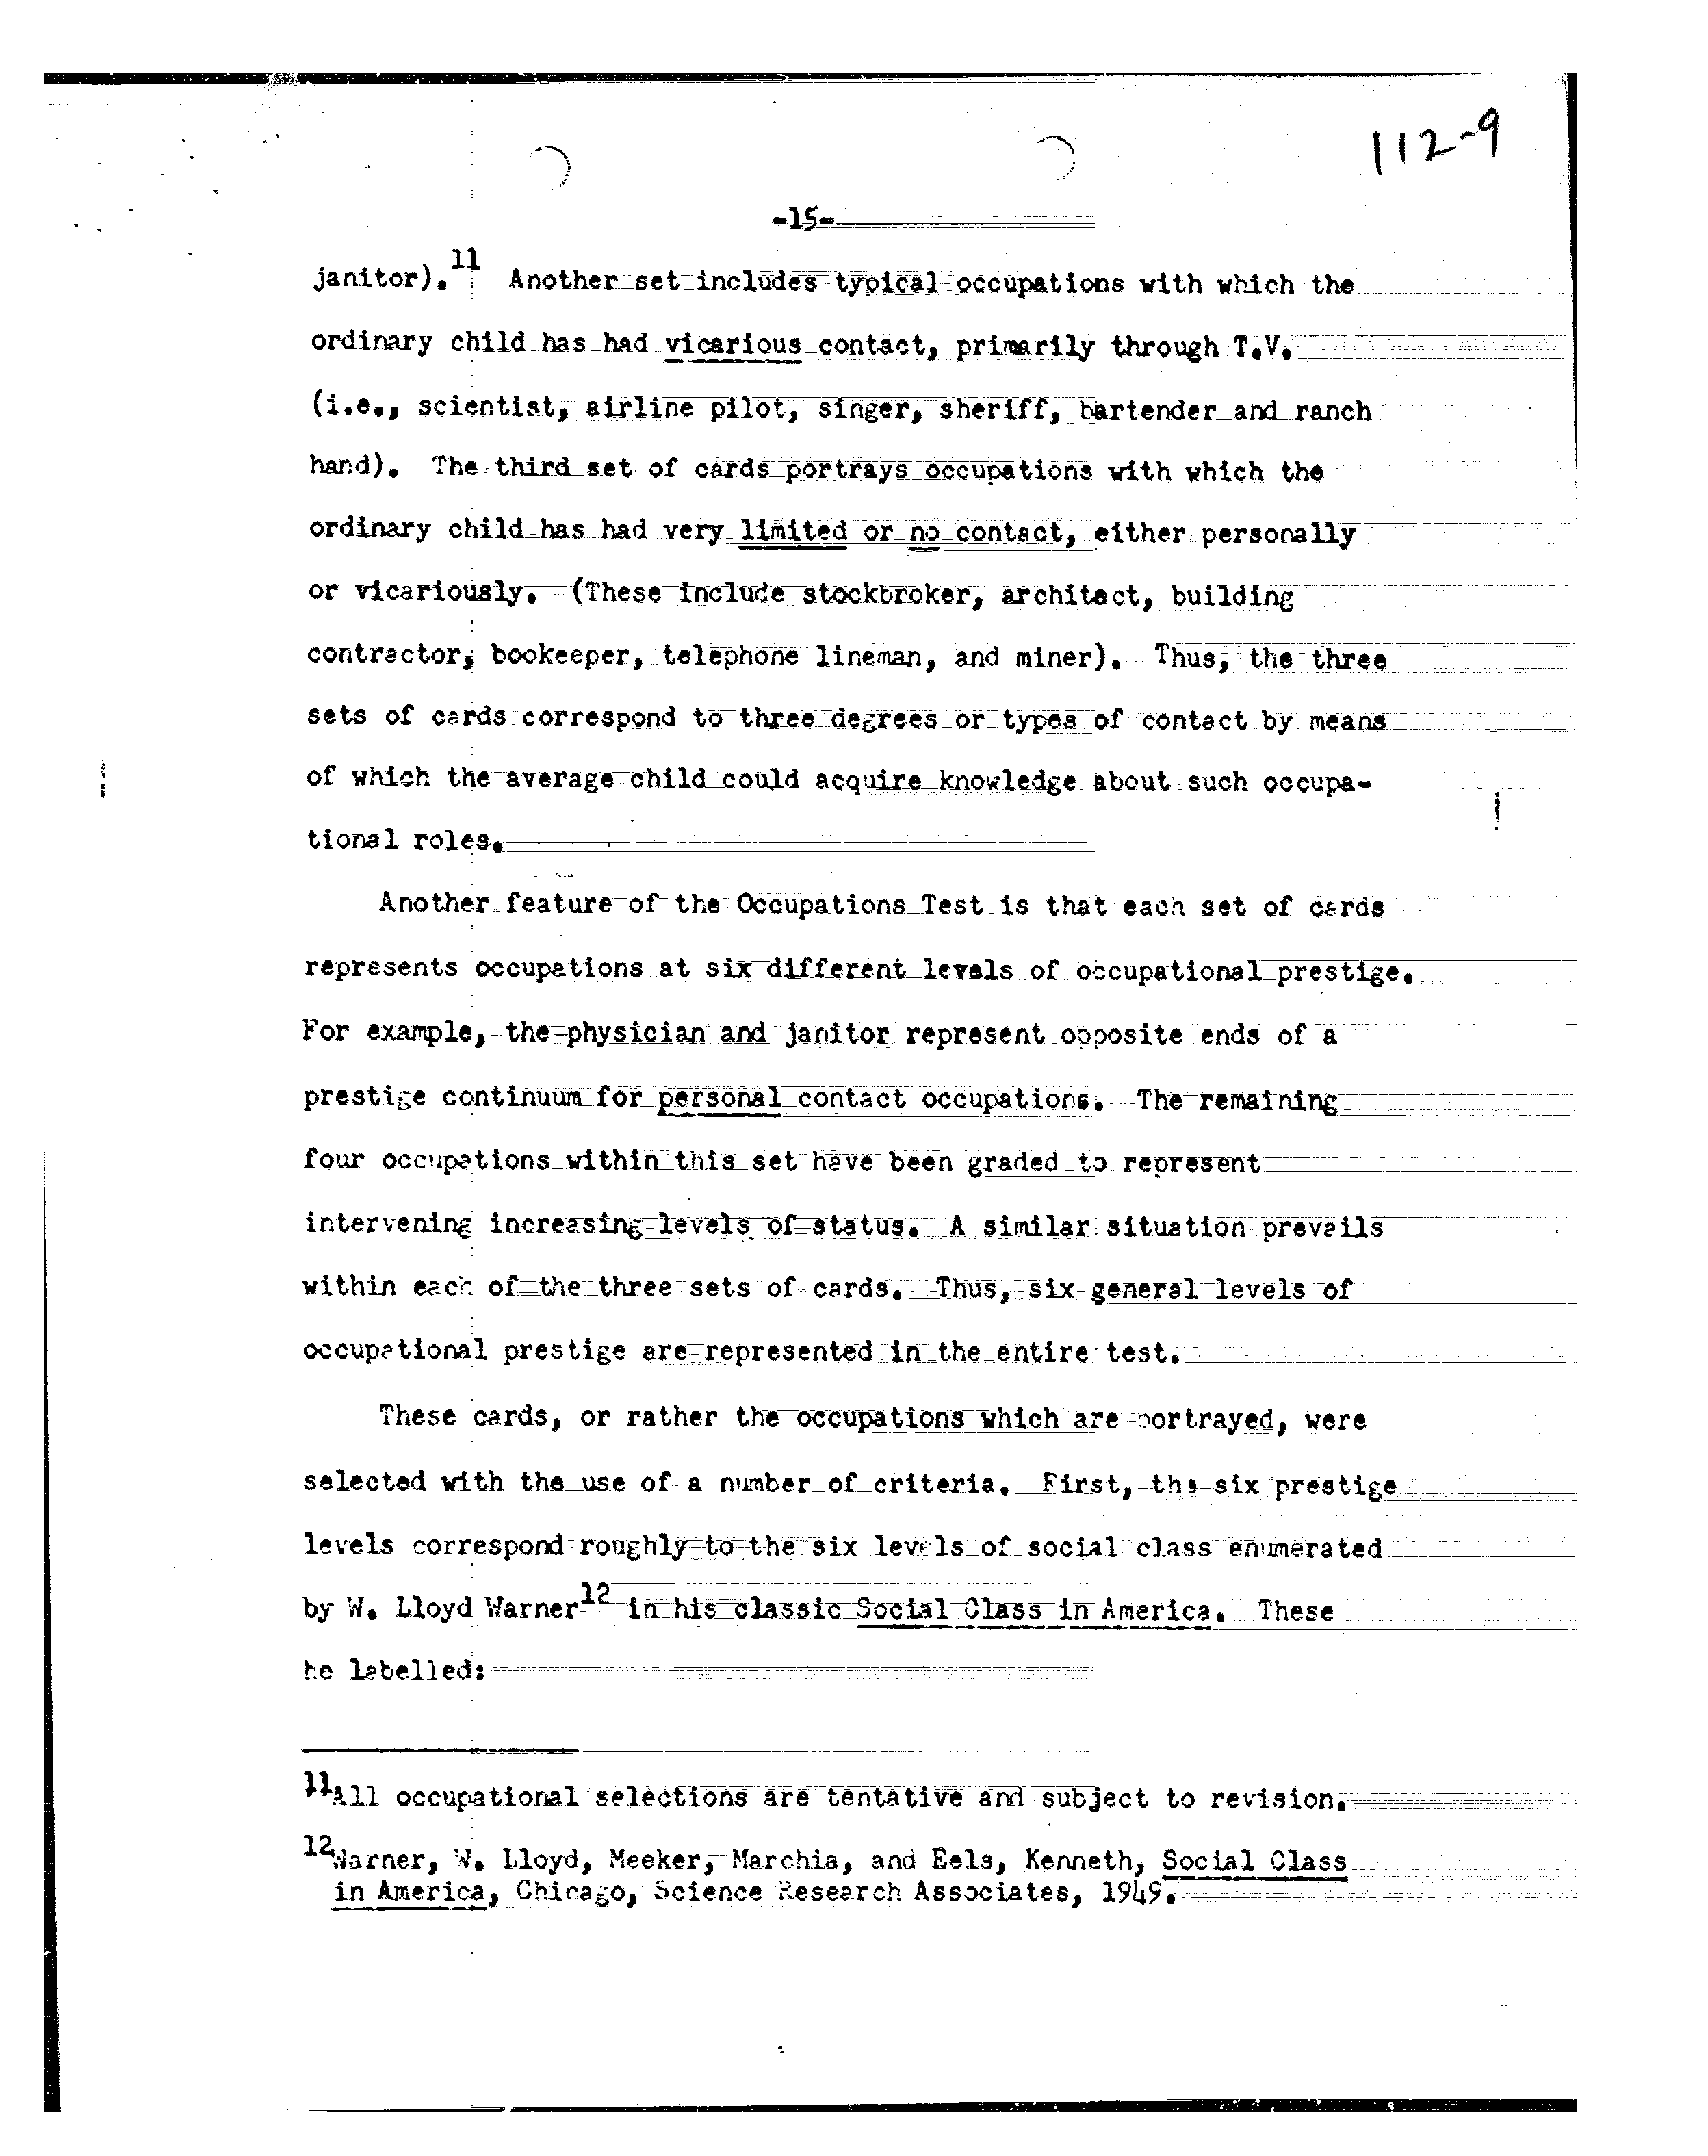 112-9
-15-
janitor).11 Another set includes typical occupations with which the
ordinary child has had vicarious contact, primarily through T.V.
(i.e., scientist, airline pilot, singer, sheriff, bartender and ranch
hand). The third set of cards portrays occupations with which the
ordinary child has had very limited or no contact, either personally
or vicariously. (These include stockbroker, architect, building
contractor, bookeeper, telephone lineman, and miner). Thus, the three
sets of cards correspond to three degrees or types of contact by means
of which the average child could acquire knowledge about such occupa-
tional roles.
Another feature of the Occupations Test is that each set of cards
represents occupations at six different levels of occupational prestige.
For example, the physician and janitor represent opposite ends of a
prestige continuum for personal contact occupations. The remaining
four occupations within this set have been graded to represent
intervening increasing levels of status. A similar situation prevails
within each of the three sets of cards. Thus, six general levels of
occupational prestige are represented in the entire test.
These cards, or rather the occupations which are portrayed, were
selected with the use of a number of criteria. First, the six prestige
levels correspond roughly to the six levels of social class enumerated
by W. Lloyd Warner12 in his classic Social Class in America. These
he labelled:
11All occupational selections are tentative and subject to revision.
12Warner, W. Lloyd, Meeker, Marchia, and Eels, Kenneth, Social Class
in America, Chicago, Science Research Associates, 1949.